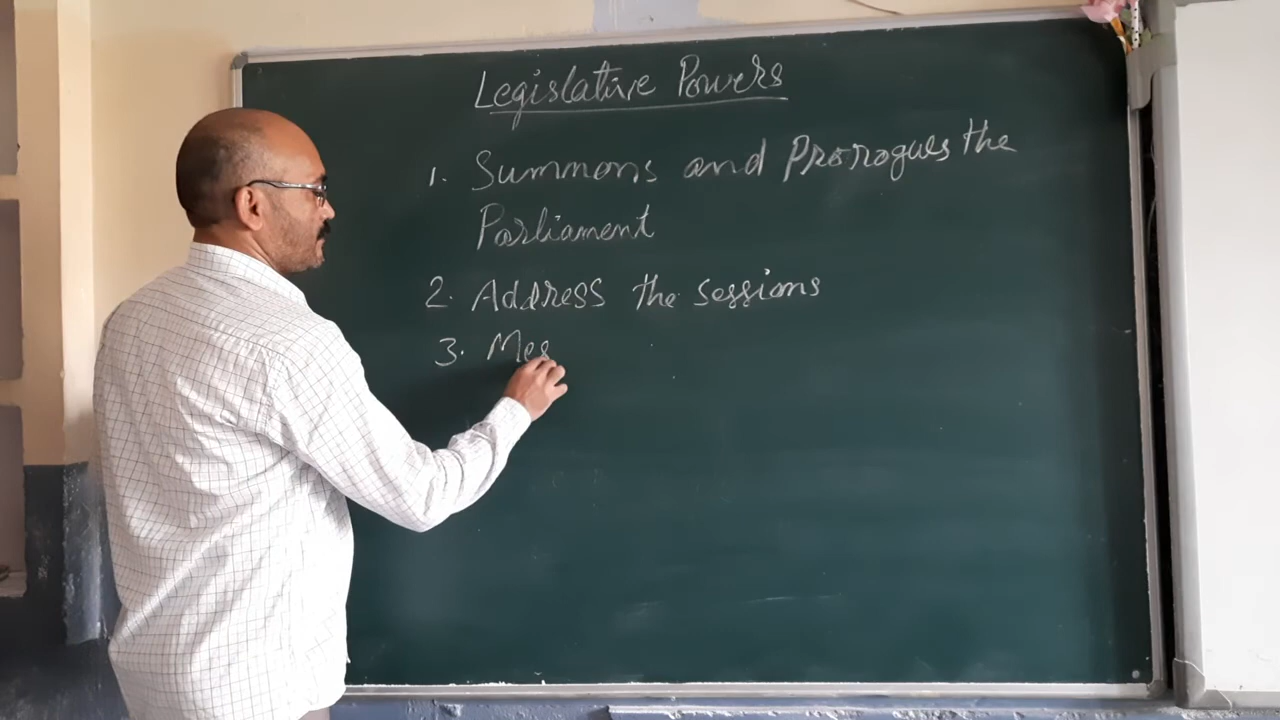 Legislative Powers
1. Summons and Prorogues the
Parliament
2. Address the sessions
3. Mes